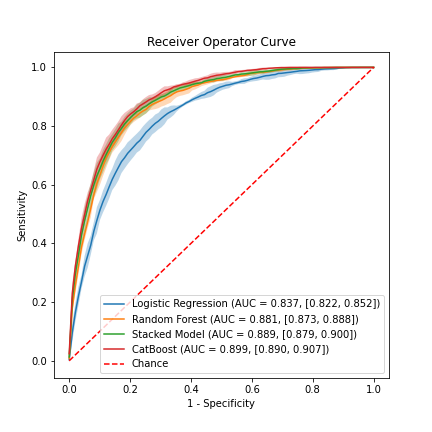 Receiver Operator Curve
Sensitivity
1.0
0.8
0.6
0.4
0.2
0.0
Logistic Regression (AUC = 0.837, [0.822, 0.852])
Random Forest (AUC = 0.881, [0.873, 0.888])
Stacked Model (AUC = 0.889, [0.879, 0.900])
CatBoost (AUC = 0.899, [0.890, 0.907])
Chance
0.0 0.2 0.4 0.6 0.8 1.0
1 - Specificity